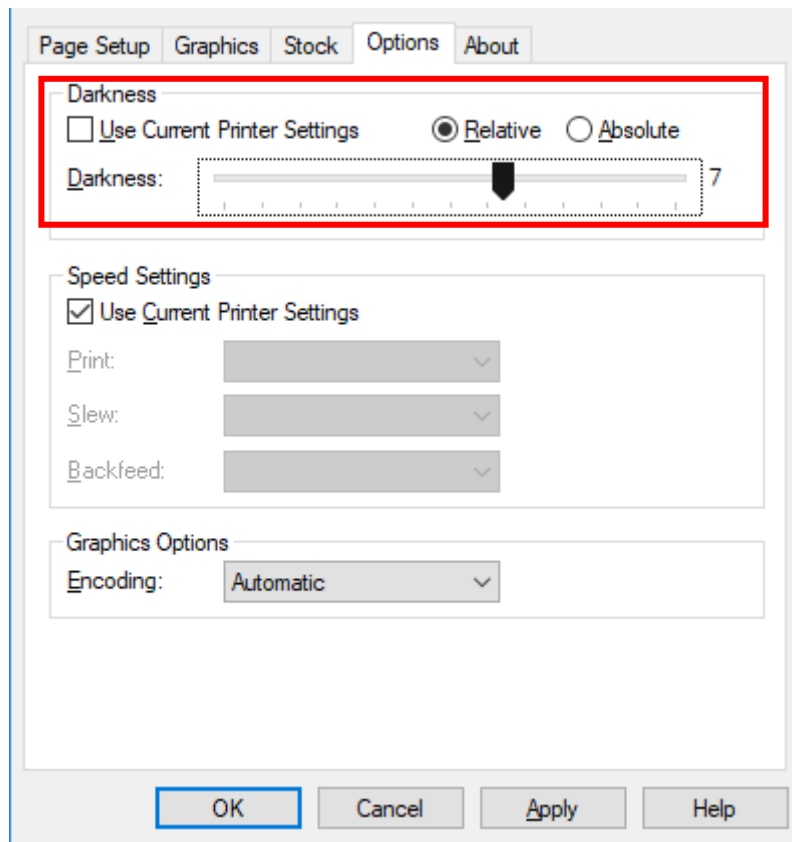 Page Setup Graphics Stock Options About
Darkness
Use Current Printer Settings Relative Absolute
Darkness: 7
Speed Settings
Use Current Printer Settings
Print:
Slew:
Backfeed:
Graphics Options
Encoding: Automatic
OK Cancel Apply Help